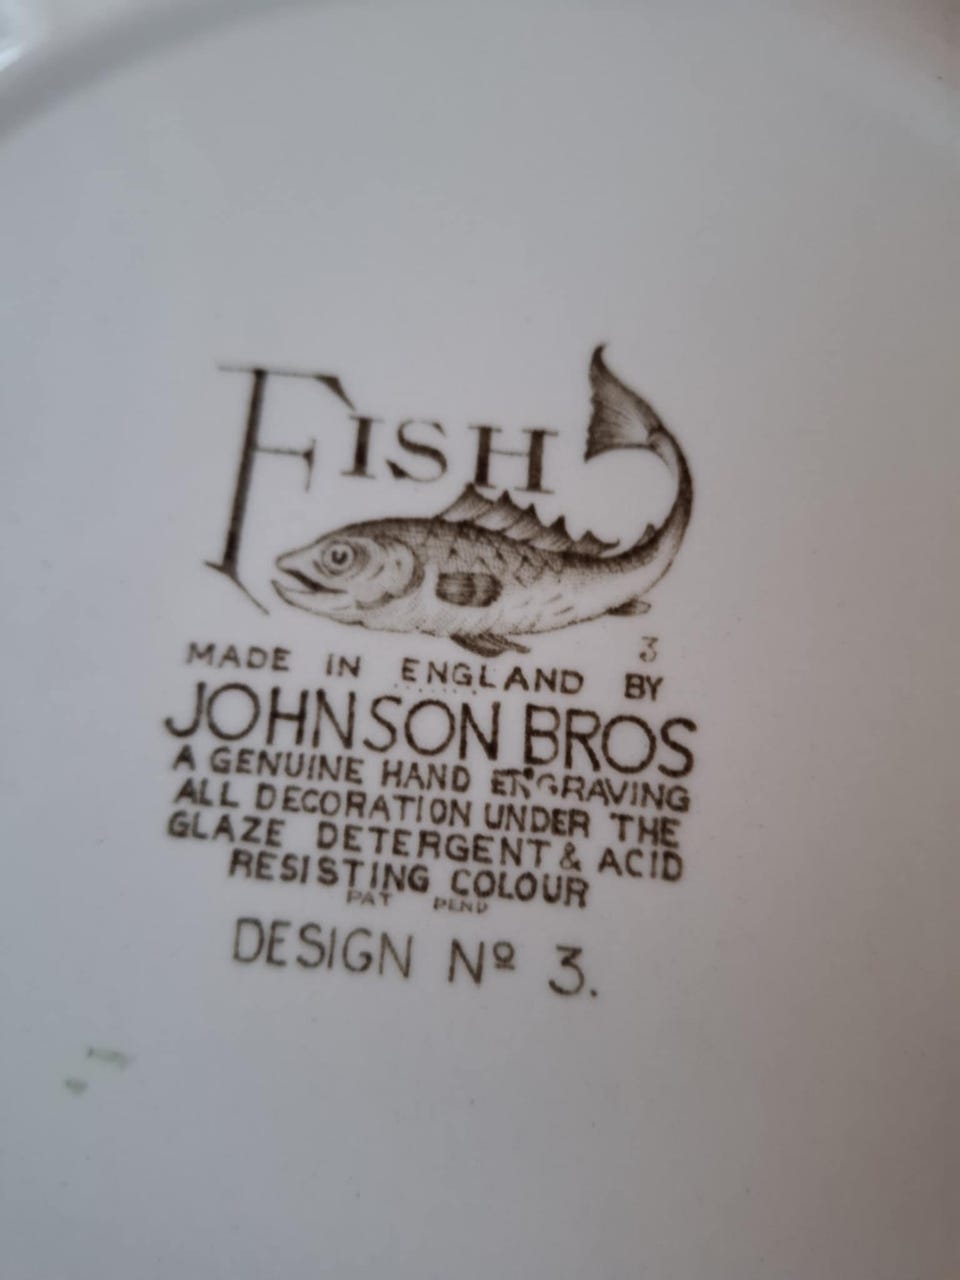 FISH
3
MADE IN ENGLAND BY
JOHNSON BROS
A GENUINE HAND ENGRAVING
ALL DECORATION UNDER THE
GLAZE DETERGENT & ACID
RESISTING COLOUR
PAT PEND
DESIGN Nº 3.